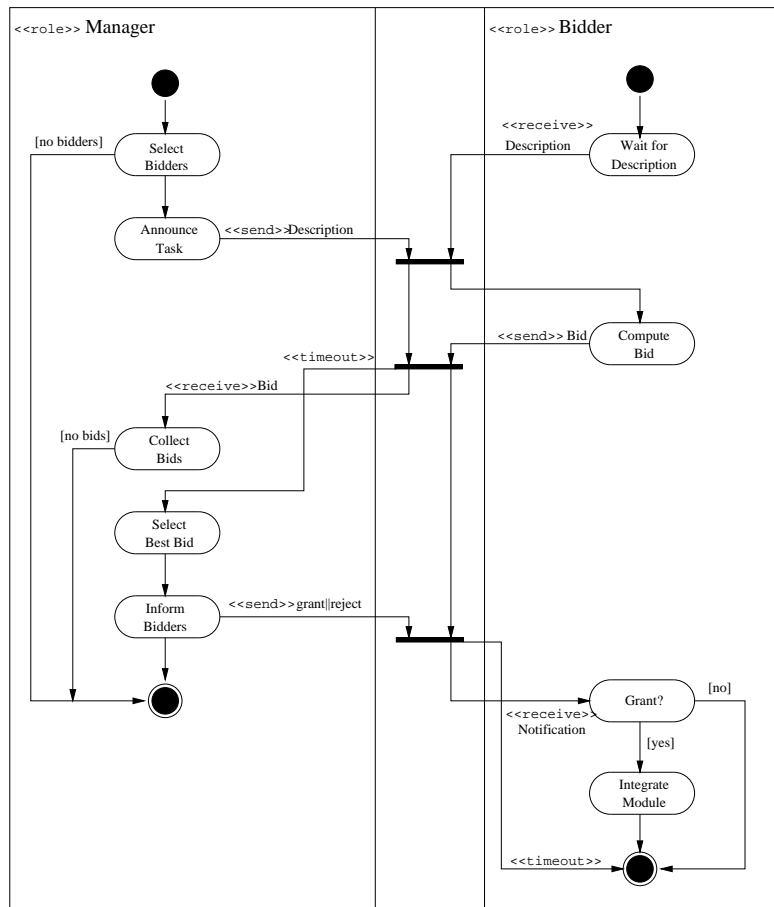 <<role>> Manager
<<role>> Bidder
[no bidders]
Select
Bidders
<<receive>>
Description
Wait for
Description
Announce
Task
<<send>>Description
<<send>> Bid
Compute
Bid
<<timeout>>
<<receive>>Bid
[no bids]
Collect
Bids
Select
Best Bid
Inform
Bidders
<<send>>grant||reject
Grant?
[no]
<<receive>>
Notification
[yes]
Integrate
Module
<<timeout>>